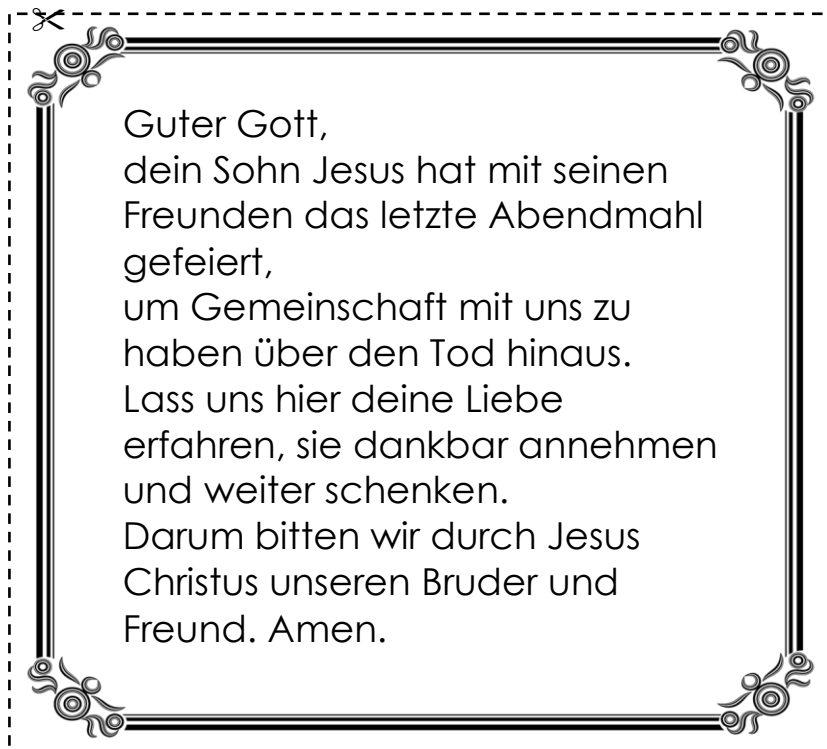 Guter Gott,
dein Sohn Jesus hat mit seinen
Freunden das letzte Abendmahl
gefeiert,
um Gemeinschaft mit uns zu
haben über den Tod hinaus.
Lass uns hier deine Liebe
erfahren, sie dankbar annehmen
und weiter schenken.
Darum bitten wir durch Jesus
Christus unseren Bruder und
Freund. Amen.